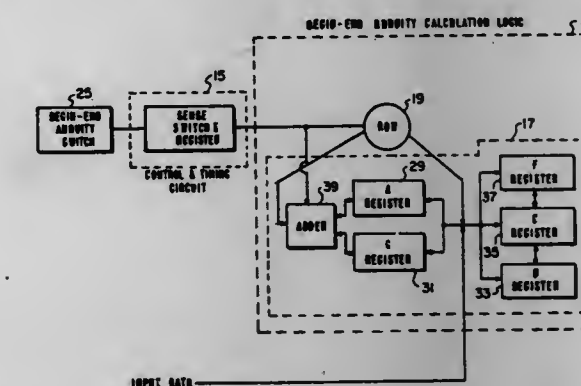 BEGIN-END ANNUITY CALCULATION LOGIC
25
BEGIN-END
ANNUITY
SWITCH
15
SENSE
SWITCH &
REGISTER
CONTROL & TIMING
CIRCUIT
19
ROM
17
39
ADDER
29
A
REGISTER
C
REGISTER
31
F
REGISTER
37
E
REGISTER
35
D
REGISTER
33
INPUT DATA